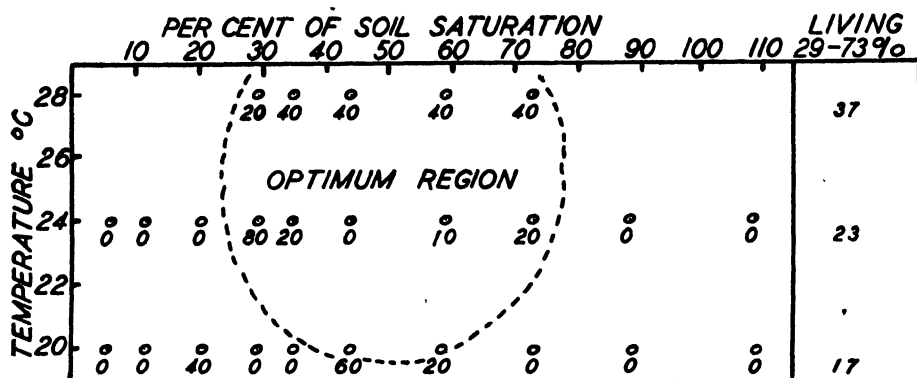 PER CENT OF SOIL SATURATION LIVING
10 20 30 40 50 60 70 80 90 100 110 29-73%
TEMPERATURE °C
28
20 40 40 40 40 37
26
OPTIMUM REGION
24
0 0 0 80 20 0 10 20 0 0 23
22
20
0 0 40 0 0 60 20 0 0 0 17